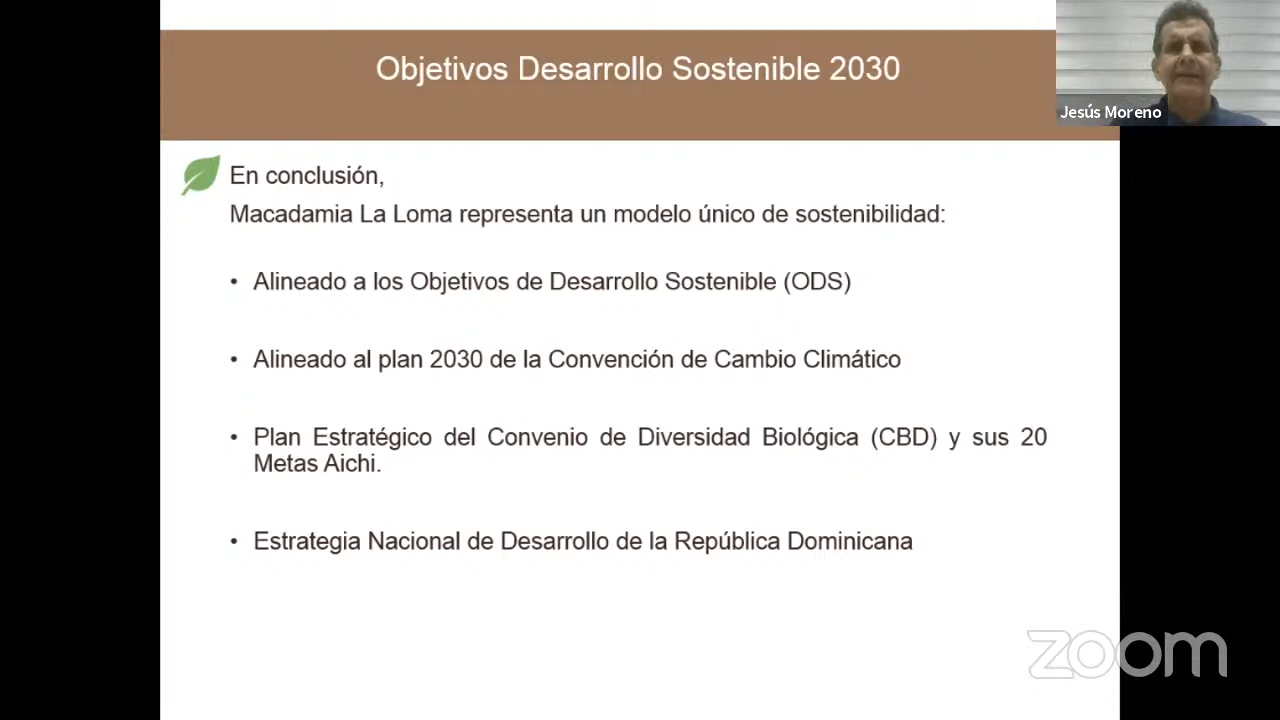 Objetivos Desarrollo Sostenible 2030
Jesús Moreno
En conclusión,
Macadamia La Loma representa un modelo único de sostenibilidad:
• Alineado a los Objetivos de Desarrollo Sostenible (ODS)
• Alineado al plan 2030 de la Convención de Cambio Climático
• Plan Estratégico del Convenio de Diversidad Biológica (CBD) y sus 20
Metas Aichi.
• Estrategia Nacional de Desarrollo de la República Dominicana
zoom